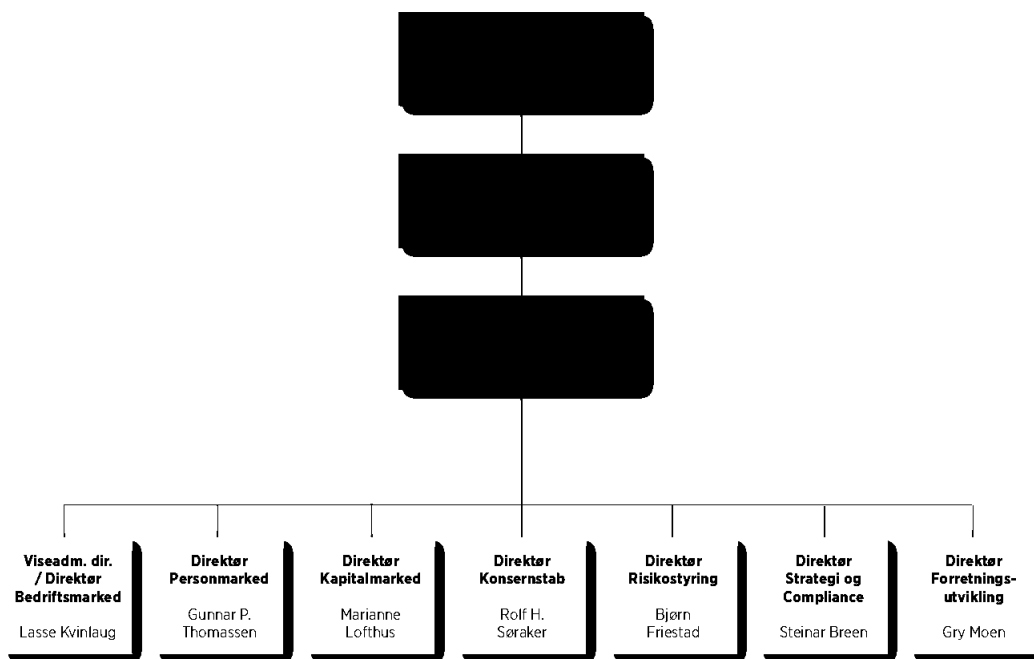 Viseadm. dir.
/ Direktør
Bedriftsmarked
Lasse Kvinlaug
Direktør
Personmarked
Gunnar P.
Thomassen
Direktør
Kapitalmarked
Marianne
Lofthus
Direktør
Konsernstab
Rolf H.
Søraker
Direktør
Risikostyring
Bjørn
Friestad
Direktør
Strategi og
Compliance
Steinar Breen
Direktør
Forretnings-
utvikling
Gry Moen